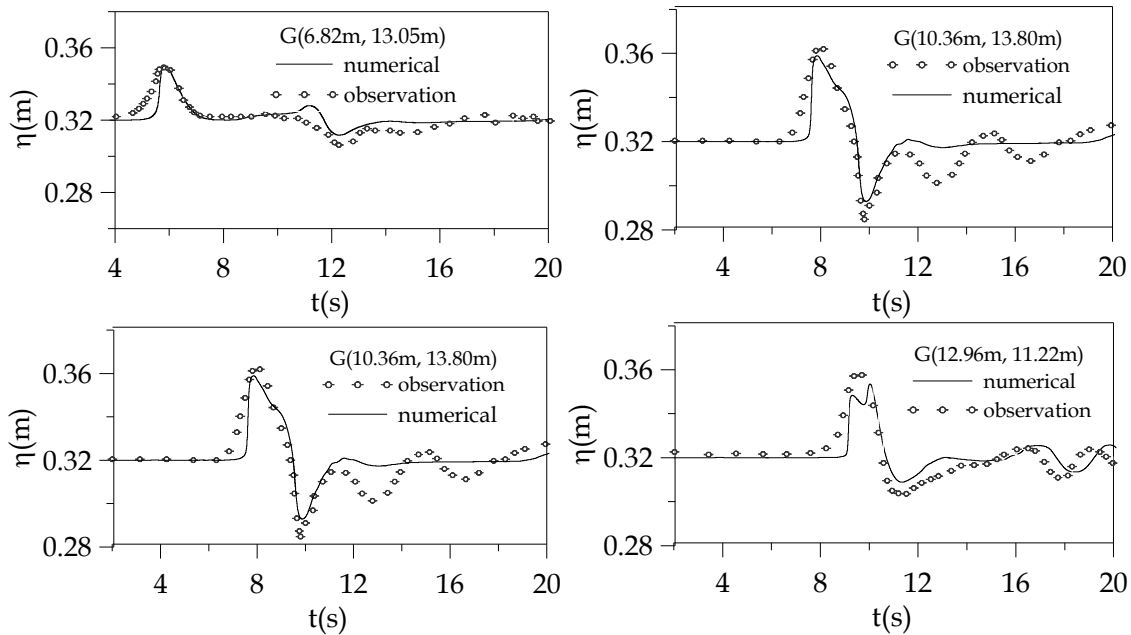 G(6.82m, 13.05m)
numerical
observation
0.36
0.32
0.28
η(m)
4
8
12
16
20
t(s)
G(10.36m, 13.80m)
observation
numerical
0.36
0.32
0.28
η(m)
4
8
12
16
20
t(s)
G(10.36m, 13.80m)
observation
numerical
0.36
0.32
0.28
η(m)
4
8
12
16
20
t(s)
G(12.96m, 11.22m)
numerical
observation
0.36
0.32
0.28
η(m)
4
8
12
16
20
t(s)